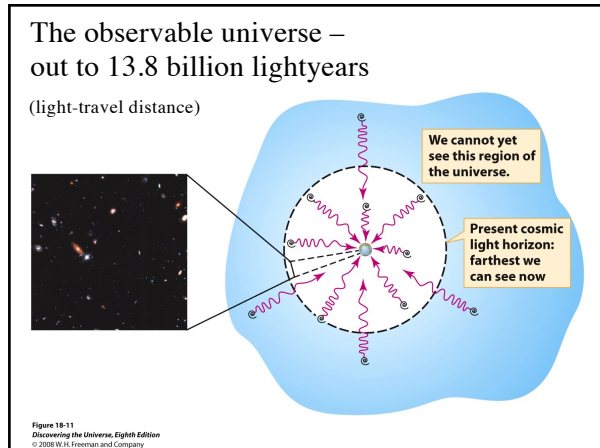 The observable universe –
out to 13.8 billion lightyears
(light-travel distance)
We cannot yet
see this region of
the universe.
Present cosmic
light horizon:
farthest we
can see now
Figure 18-11
Discovering the Universe, Eighth Edition
© 2008 W.H. Freeman and Company